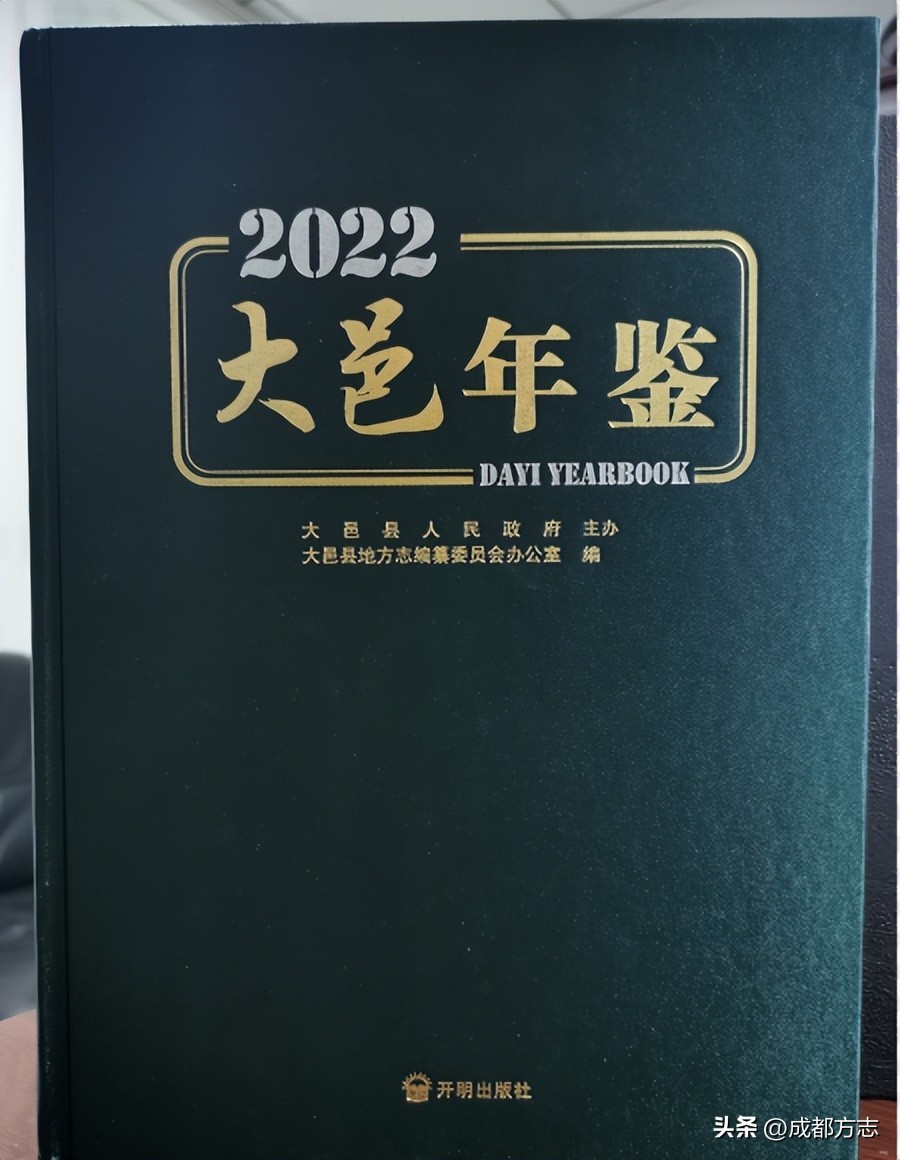 2022
大邑年鉴
DAYI YEARBOOK
大邑县人民政府 主办
大邑县地方志编纂委员会办公室 编
开明出版社
头条 @成都方志